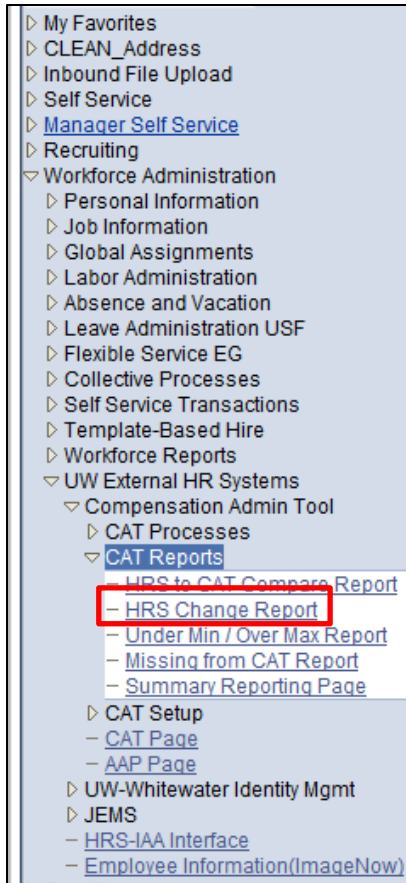 My Favorites
CLEAN_Address
Inbound File Upload
Self Service
Manager Self Service
Recruiting
Workforce Administration
Personal Information
Job Information
Global Assignments
Labor Administration
Absence and Vacation
Leave Administration USF
Flexible Service EG
Collective Processes
Self Service Transactions
Template-Based Hire
Workforce Reports
UW External HR Systems
Compensation Admin Tool
CAT Processes
CAT Reports
– HRS to CAT Compare Report
– HRS Change Report
– Under Min / Over Max Report
– Missing from CAT Report
– Summary Reporting Page
CAT Setup
– CAT Page
– AAP Page
UW-Whitewater Identity Mgmt
JEMS
– HRS-IAA Interface
– Employee Information(ImageNow)